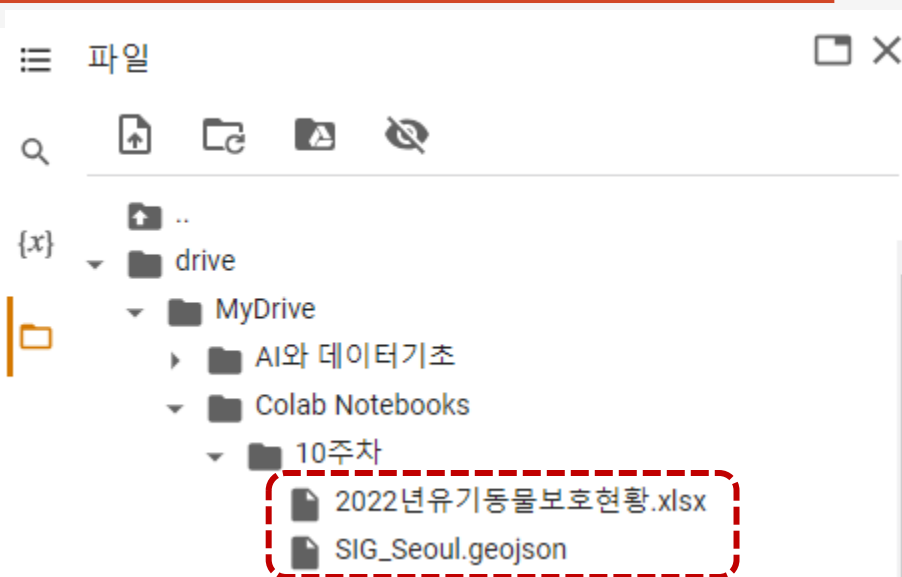 파일
{x}
..
drive
MyDrive
AI와 데이터기초
Colab Notebooks
10주차
2022년유기동물보호현황.xlsx
SIG_Seoul.geojson